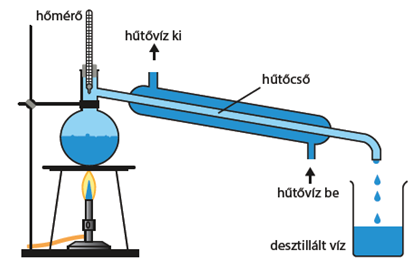 hőmérő
hűtővíz ki
hűtőcső
hűtővíz be
desztillált víz